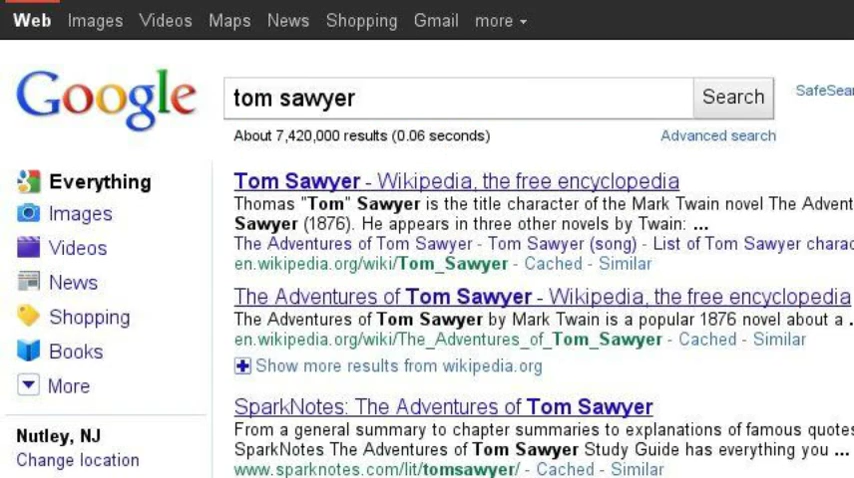 Web Images Videos Maps News Shopping Gmail more
Google
tom sawyer
Search
SafeSear
About 7,420,000 results (0.06 seconds)
Advanced search
Everything
Images
Videos
News
Shopping
Books
More
Nutley, NJ
Change location
Tom Sawyer - Wikipedia, the free encyclopedia
Thomas "Tom" Sawyer is the title character of the Mark Twain novel The Advent
Sawyer (1876). He appears in three other novels by Twain: ...
The Adventures of Tom Sawyer - Tom Sawyer (song) - List of Tom Sawyer charac
en.wikipedia.org/wiki/Tom_Sawyer - Cached - Similar
The Adventures of Tom Sawyer - Wikipedia, the free encyclopedia
The Adventures of Tom Sawyer by Mark Twain is a popular 1876 novel about a .
en.wikipedia.org/wiki/The_Adventures_of_Tom_Sawyer - Cached - Similar
Show more results from wikipedia.org
SparkNotes: The Adventures of Tom Sawyer
From a general summary to chapter summaries to explanations of famous quotes
SparkNotes The Adventures of Tom Sawyer Study Guide has everything you ...
www.sparknotes.com/lit/tomsawyer/ - Cached - Similar